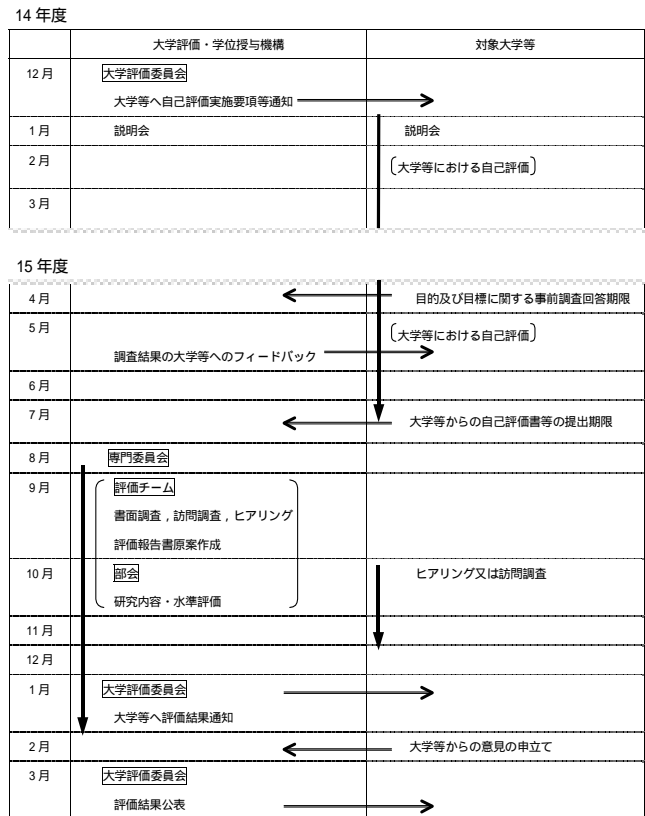 14 年度
大学評価・学位授与機構 対象大学等
12 月 大学評価委員会
大学等へ自己評価実施要項等通知
1 月 説明会 説明会
2 月 〔大学等における自己評価〕
3 月
15 年度
4 月 目的及び目標に関する事前調査回答期限
5 月 〔大学等における自己評価〕
調査結果の大学等へのフィードバック
6 月
7 月 大学等からの自己評価書等の提出期限
8 月 専門委員会
9 月 評価チーム
書面調査，訪問調査，ヒアリング
評価報告書原案作成
10 月 部会 ヒアリング又は訪問調査
研究内容・水準評価
11 月
12 月
1 月 大学評価委員会
大学等へ評価結果通知
2 月 大学等からの意見の申立て
3 月 大学評価委員会
評価結果公表